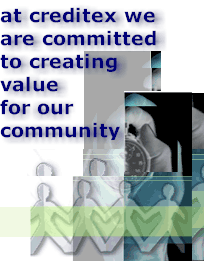 at creditex we
are committed
to creating
value
for our
community